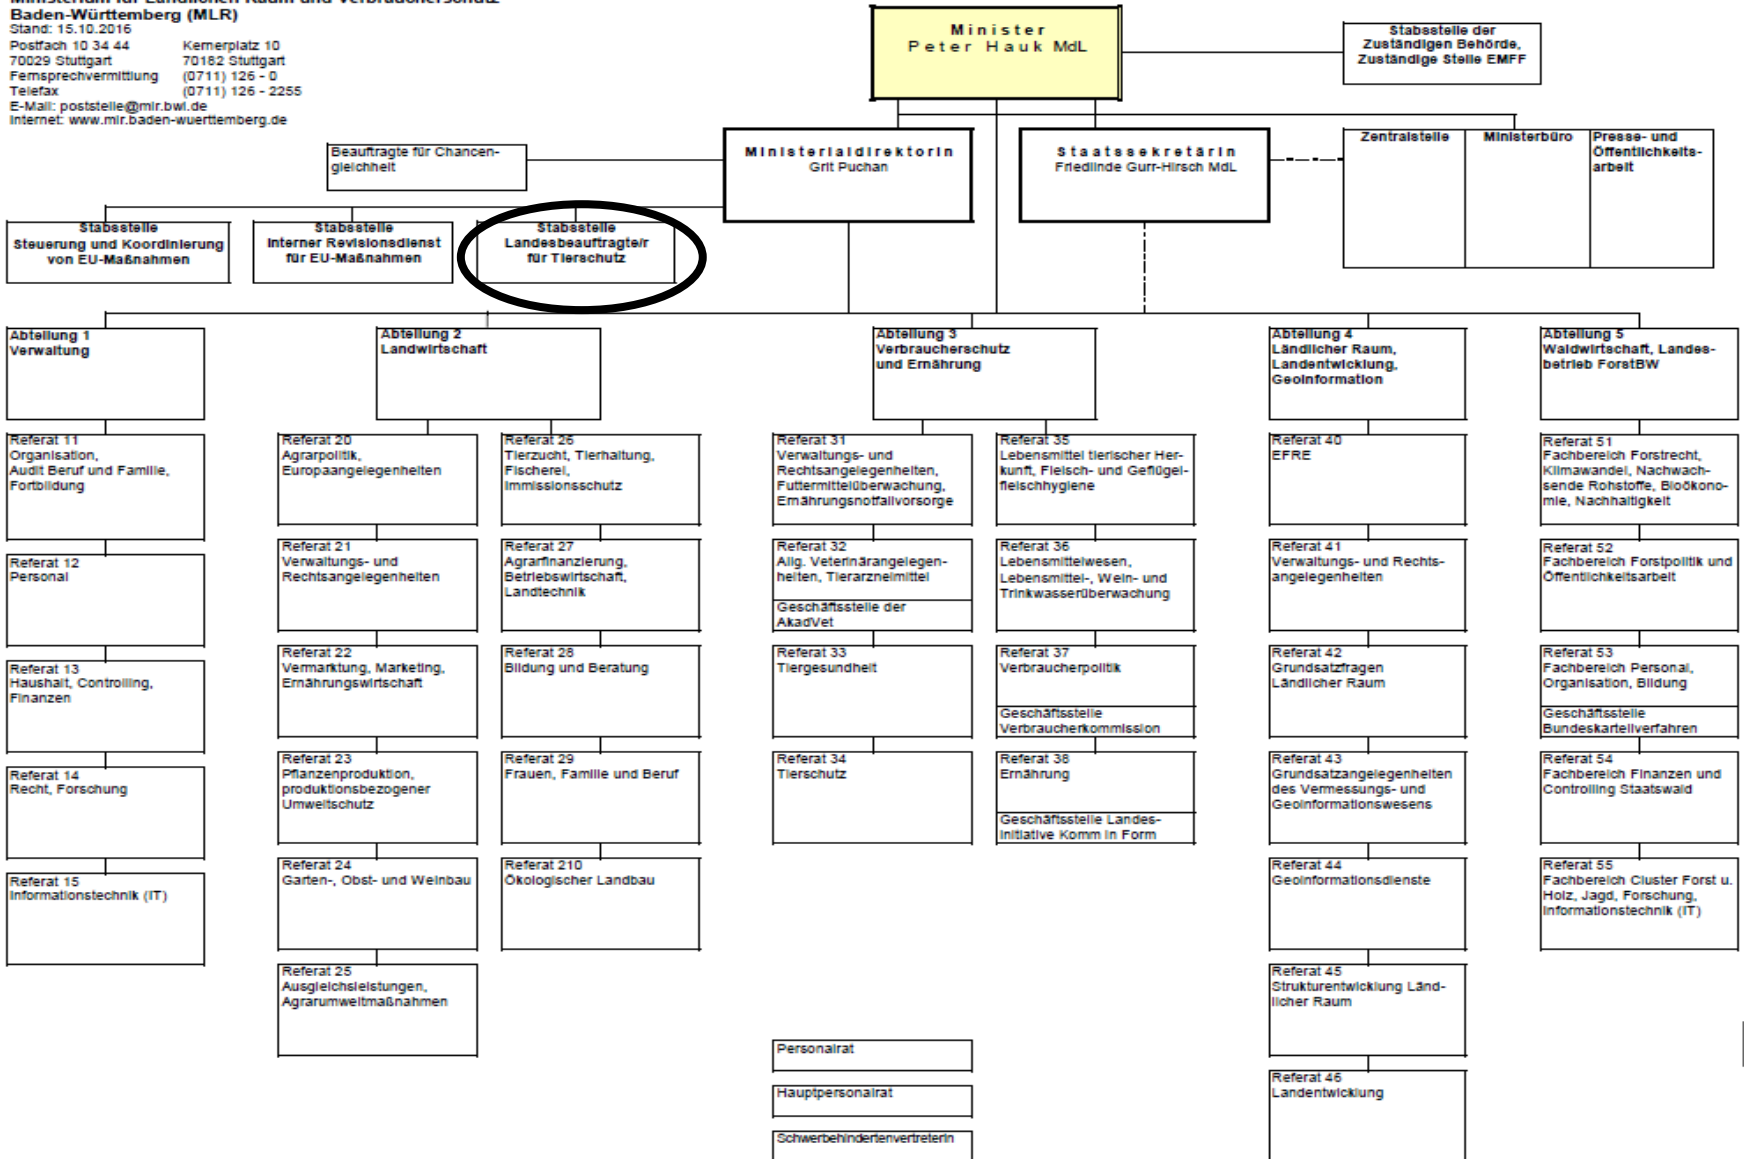 Ministerium für Ländlichen Raum und Verbraucherschutz
Baden-Württemberg (MLR)
Stand: 15.10.2016
Postfach 10 34 44 Kernerplatz 10
70029 Stuttgart 70182 Stuttgart
Fernsprechvermittlung (0711) 126 - 0
Telefax (0711) 126 - 2255
E-Mail: poststelle@mlr.bwl.de
Internet: www.mlr.baden-wuerttemberg.de
Minister
Peter Hauk MdL
Stabsstelle der
Zuständigen Behörde,
Zuständige Stelle EMFF
Beauftragte für Chancen-
gleichheit
Ministerialdirektorin
Grit Puchan
Staatssekretärin
Friedlinde Gurr-Hirsch MdL
Zentralstelle
Ministerbüro
Presse- und
Öffentlichkeits-
arbeit
Stabsstelle
Steuerung und Koordinierung
von EU-Maßnahmen
Stabsstelle
Interner Revisionsdienst
für EU-Maßnahmen
Stabsstelle
Landesbeauftragte/r
für Tierschutz
Abteilung 1
Verwaltung
Referat 11
Organisation,
Audit Beruf und Familie,
Fortbildung
Referat 12
Personal
Referat 13
Haushalt, Controlling,
Finanzen
Referat 14
Recht, Forschung
Referat 15
Informationstechnik (IT)
Abteilung 2
Landwirtschaft
Referat 20
Agrarpolitik,
Europaangelegenheiten
Referat 21
Verwaltungs- und
Rechtsangelegenheiten
Referat 22
Vermarktung, Marketing,
Ernährungswirtschaft
Referat 23
Pflanzenproduktion,
produktionsbezogener
Umweltschutz
Referat 24
Garten-, Obst- und Weinbau
Referat 25
Ausgleichsleistungen,
Agrarumweltmaßnahmen
Referat 26
Tierzucht, Tierhaltung,
Fischerei,
Immissionsschutz
Referat 27
Agrarfinanzierung,
Betriebswirtschaft,
Landtechnik
Referat 28
Bildung und Beratung
Referat 29
Frauen, Familie und Beruf
Referat 210
Ökologischer Landbau
Abteilung 3
Verbraucherschutz
und Ernährung
Referat 31
Verwaltungs- und
Rechtsangelegenheiten,
Futtermittelüberwachung,
Ernährungsnotfallvorsorge
Referat 32
Allg. Veterinärangelegen-
heiten, Tierarzneimittel
Geschäftsstelle der
AkadVet
Referat 33
Tiergesundheit
Referat 34
Tierschutz
Referat 35
Lebensmittel tierischer Her-
kunft, Fleisch- und Geflügel-
fleischhygiene
Referat 36
Lebensmittelwesen,
Lebensmittel-, Wein- und
Trinkwasserüberwachung
Referat 37
Verbraucherpolitik
Geschäftsstelle
Verbraucherkommission
Referat 38
Ernährung
Geschäftsstelle Landes-
initiative Komm in Form
Abteilung 4
Ländlicher Raum,
Landentwicklung,
Geoinformation
Referat 40
EFRE
Referat 41
Verwaltungs- und Rechts-
angelegenheiten
Referat 42
Grundsatzfragen
Ländlicher Raum
Referat 43
Grundsatzangelegenheiten
des Vermessungs- und
Geoinformationswesens
Referat 44
Geoinformationsdienste
Referat 45
Strukturentwicklung Länd-
licher Raum
Referat 46
Landentwicklung
Abteilung 5
Waldwirtschaft, Landes-
betrieb ForstBW
Referat 51
Fachbereich Forstrecht,
Klimawandel, Nachwach-
sende Rohstoffe, Bioökono-
mie, Nachhaltigkeit
Referat 52
Fachbereich Forstpolitik und
Öffentlichkeitsarbeit
Referat 53
Fachbereich Personal,
Organisation, Bildung
Geschäftsstelle
Bundeskartellverfahren
Referat 54
Fachbereich Finanzen und
Controlling Staatswald
Referat 55
Fachbereich Cluster Forst u.
Holz, Jagd, Forschung,
Informationstechnik (IT)
Personalrat
Hauptpersonalrat
Schwerbehindertenvertreterin